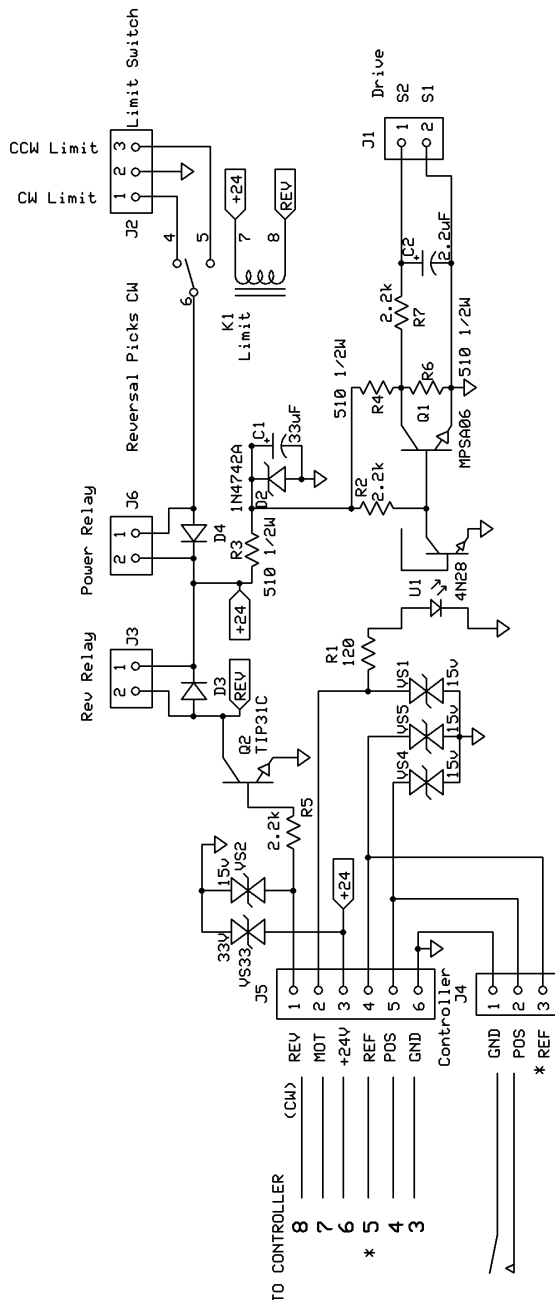 TO CONTROLLER
8
7
6
* 5
4
3
(CW)
REV
MOT
+24V
REF
POS
GND
J5
1
2
3
4
5
6
Controller
J4
GND
POS
* REF
1
2
3
33v
VS33
15v
VS2
+24
2.2k
R5
Q2
TIP31C
Rev Relay
J3
2
1
D3
REV
+24
Power Relay
J6
2
1
D4
R3
510 1/2W
1N4742A
D2
C1
33uF
Reversal Picks CW
6
4
5
CW Limit
CCW Limit
J2
1
2
3
Limit Switch
K1
Limit
7
8
+24
REV
VS4
15v
VS5
15v
VS1
15v
R1
120
U1
4N28
R2
2.2k
510 1/2W
R4
Q1
MPSA06
R6
510 1/2W
2.2k
R7
C2
2.2uF
J1
1
2
Drive
S2
S1